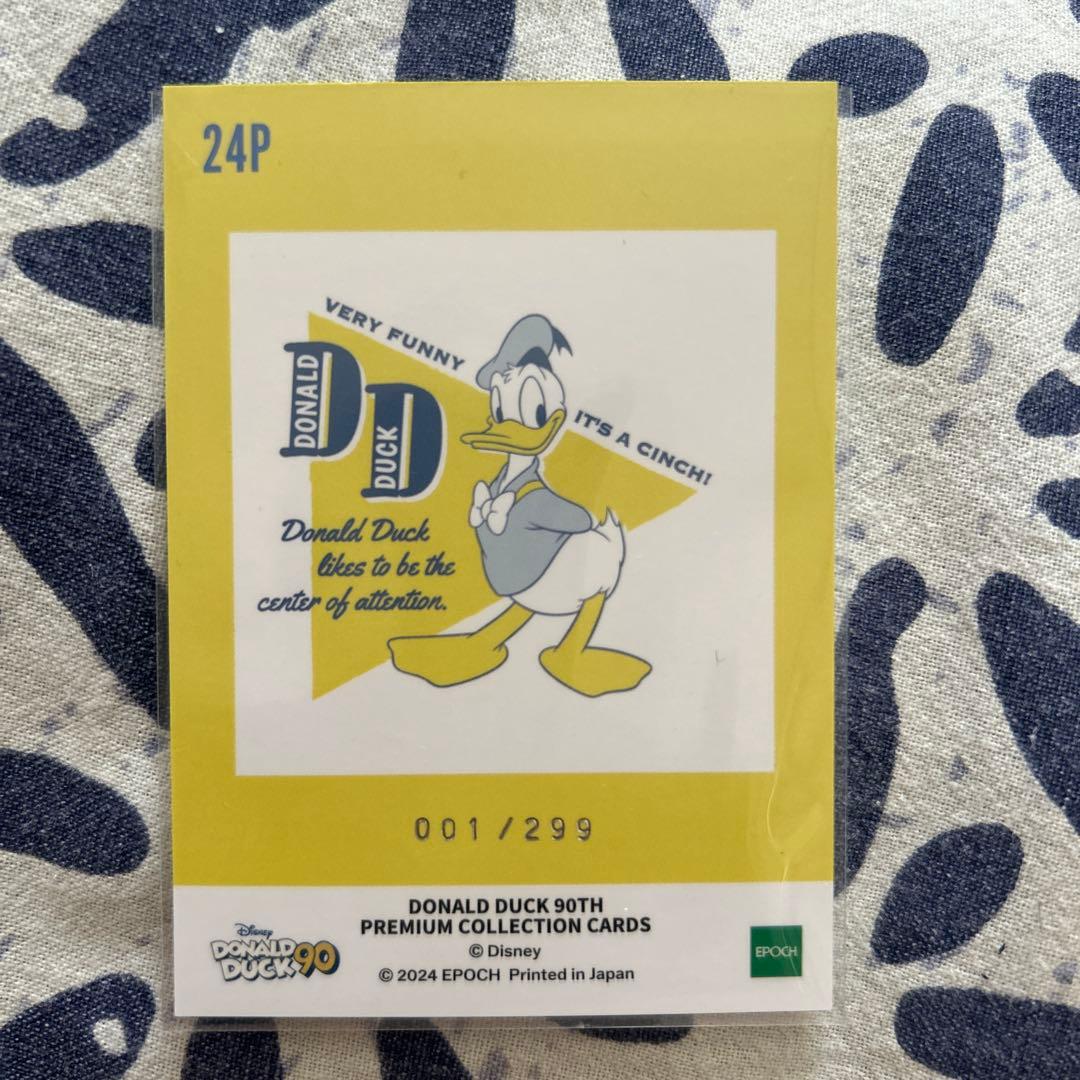 24P
VERY FUNNY
IT'S A CINCH!
DONALD
DUCK
Donald Duck
likes to be the
center of attention.
001/299
DONALD DUCK 90TH
PREMIUM COLLECTION CARDS
© Disney
© 2024 EPOCH Printed in Japan
Disney
DONALD
DUCK 90
EPOCH